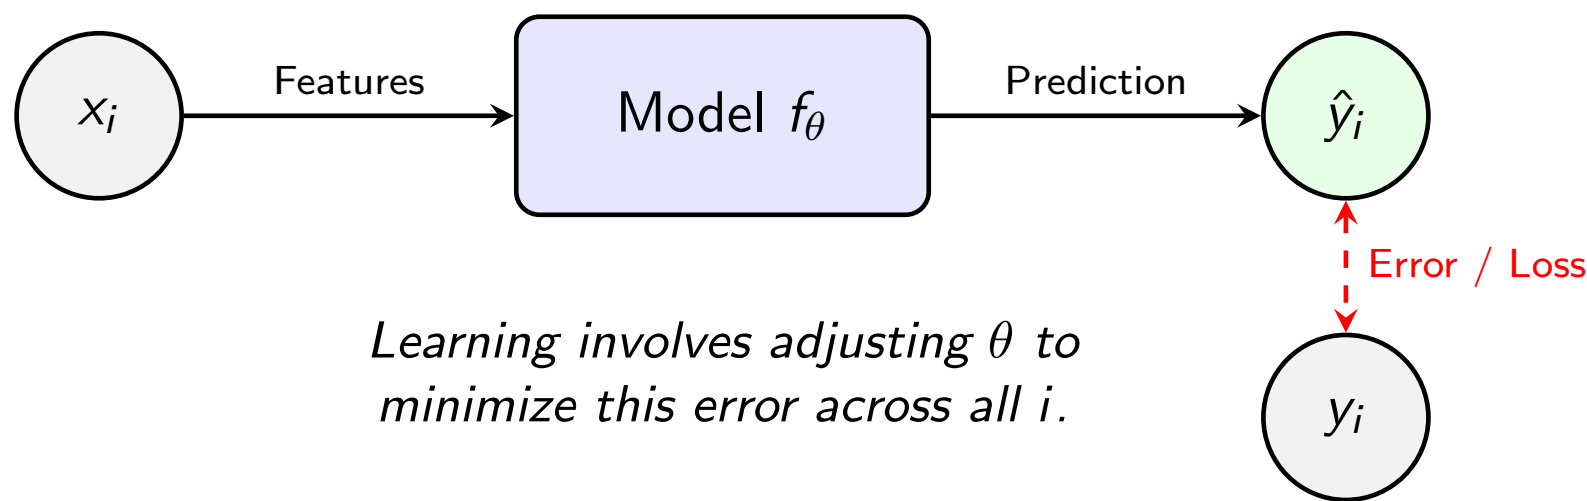 Features
Prediction
x_i
Model f_θ
ŷ_i
Error / Loss
Learning involves adjusting θ to
minimize this error across all i.
y_i